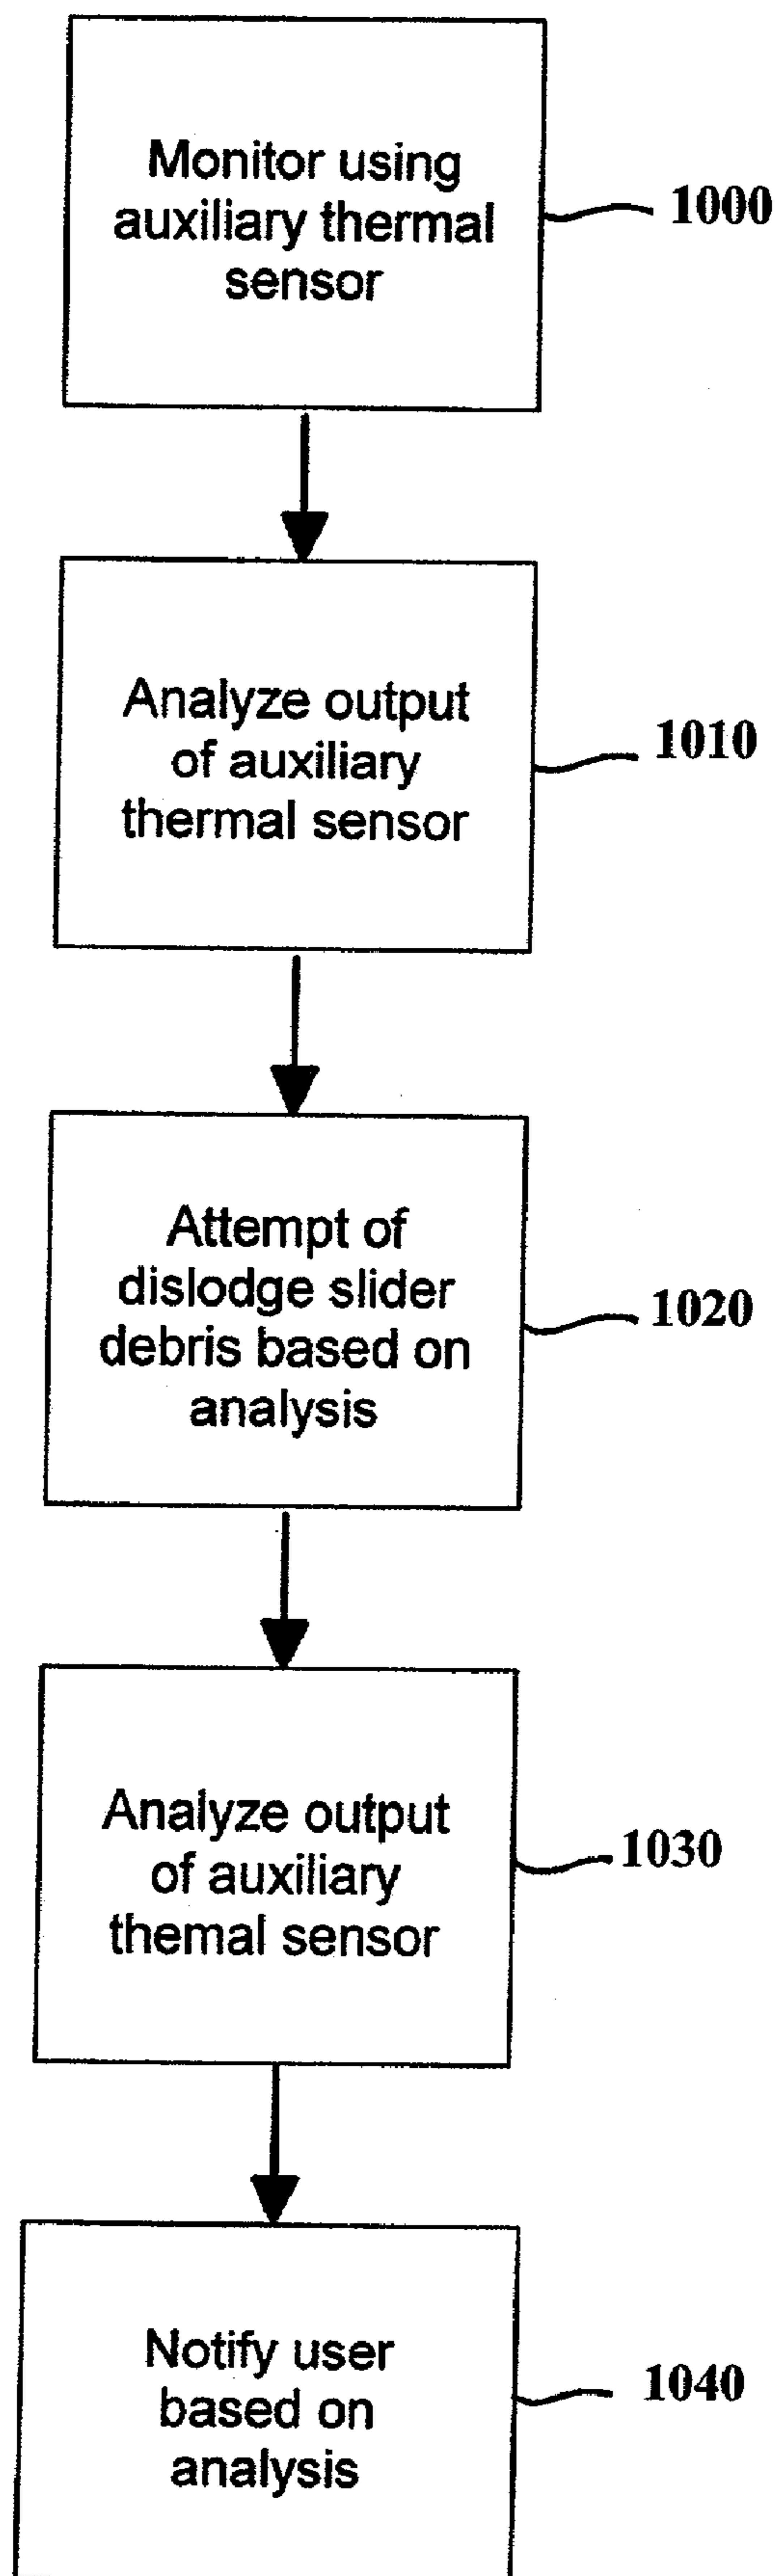 Monitor using
auxiliary thermal
sensor
1000
Analyze output
of auxiliary
thermal sensor
1010
Attempt of
dislodge slider
debris based on
analysis
1020
Analyze output
of auxiliary
themal sensor
1030
Notify user
based on
analysis
1040